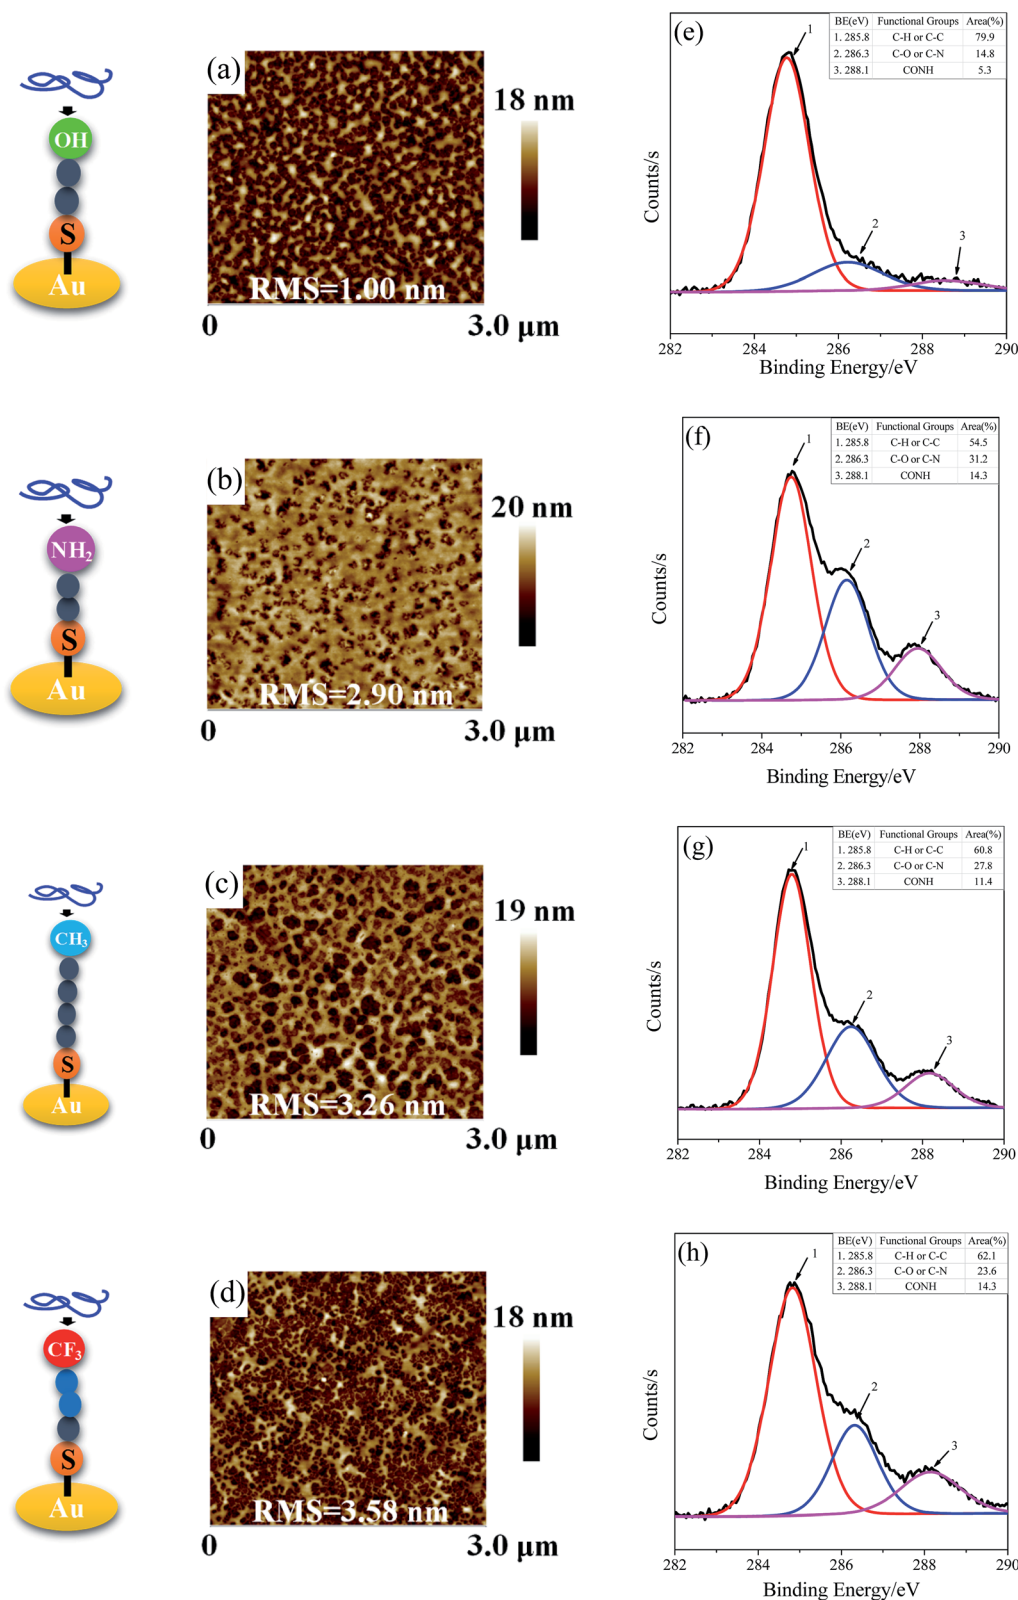 (a)
OH
S
Au
18 nm
RMS=1.00 nm
0
3.0 μm
(e)
BE(eV) Functional Groups Area(%)
1. 285.8 C-H or C-C 79.9
2. 286.3 C-O or C-N 14.8
3. 288.1 CONH 5.3
1
2
3
Counts/s
282 284 286 288 290
Binding Energy/eV
(b)
NH₂
S
Au
20 nm
RMS=2.90 nm
0
3.0 μm
(f)
BE(eV) Functional Groups Area(%)
1. 285.8 C-H or C-C 54.5
2. 286.3 C-O or C-N 31.2
3. 288.1 CONH 14.3
1
2
3
Counts/s
282 284 286 288 290
Binding Energy/eV
(c)
CH₃
S
Au
19 nm
RMS=3.26 nm
0
3.0 μm
(g)
BE(eV) Functional Groups Area(%)
1. 285.8 C-H or C-C 60.8
2. 286.3 C-O or C-N 27.8
3. 288.1 CONH 11.4
1
2
3
Counts/s
282 284 286 288 290
Binding Energy/eV
(d)
CF₃
S
Au
18 nm
RMS=3.58 nm
0
3.0 μm
(h)
BE(eV) Functional Groups Area(%)
1. 285.8 C-H or C-C 62.1
2. 286.3 C-O or C-N 23.6
3. 288.1 CONH 14.3
1
2
3
Counts/s
282 284 286 288 290
Binding Energy/eV